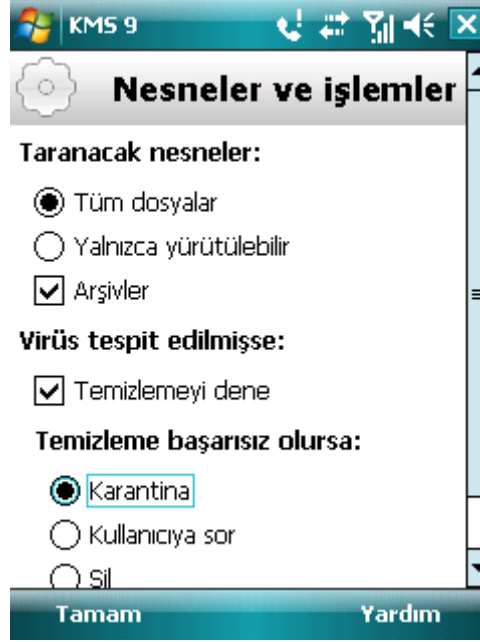 KMS 9
Nesneler ve işlemler
Taranacak nesneler:
Tüm dosyalar
Yalnızca yürütülebilir
Arşivler
Virüs tespit edilmişse:
Temizlemeyi dene
Temizleme başarısız olursa:
Karantina
Kullanıcıya sor
Sil
Tamam Yardım